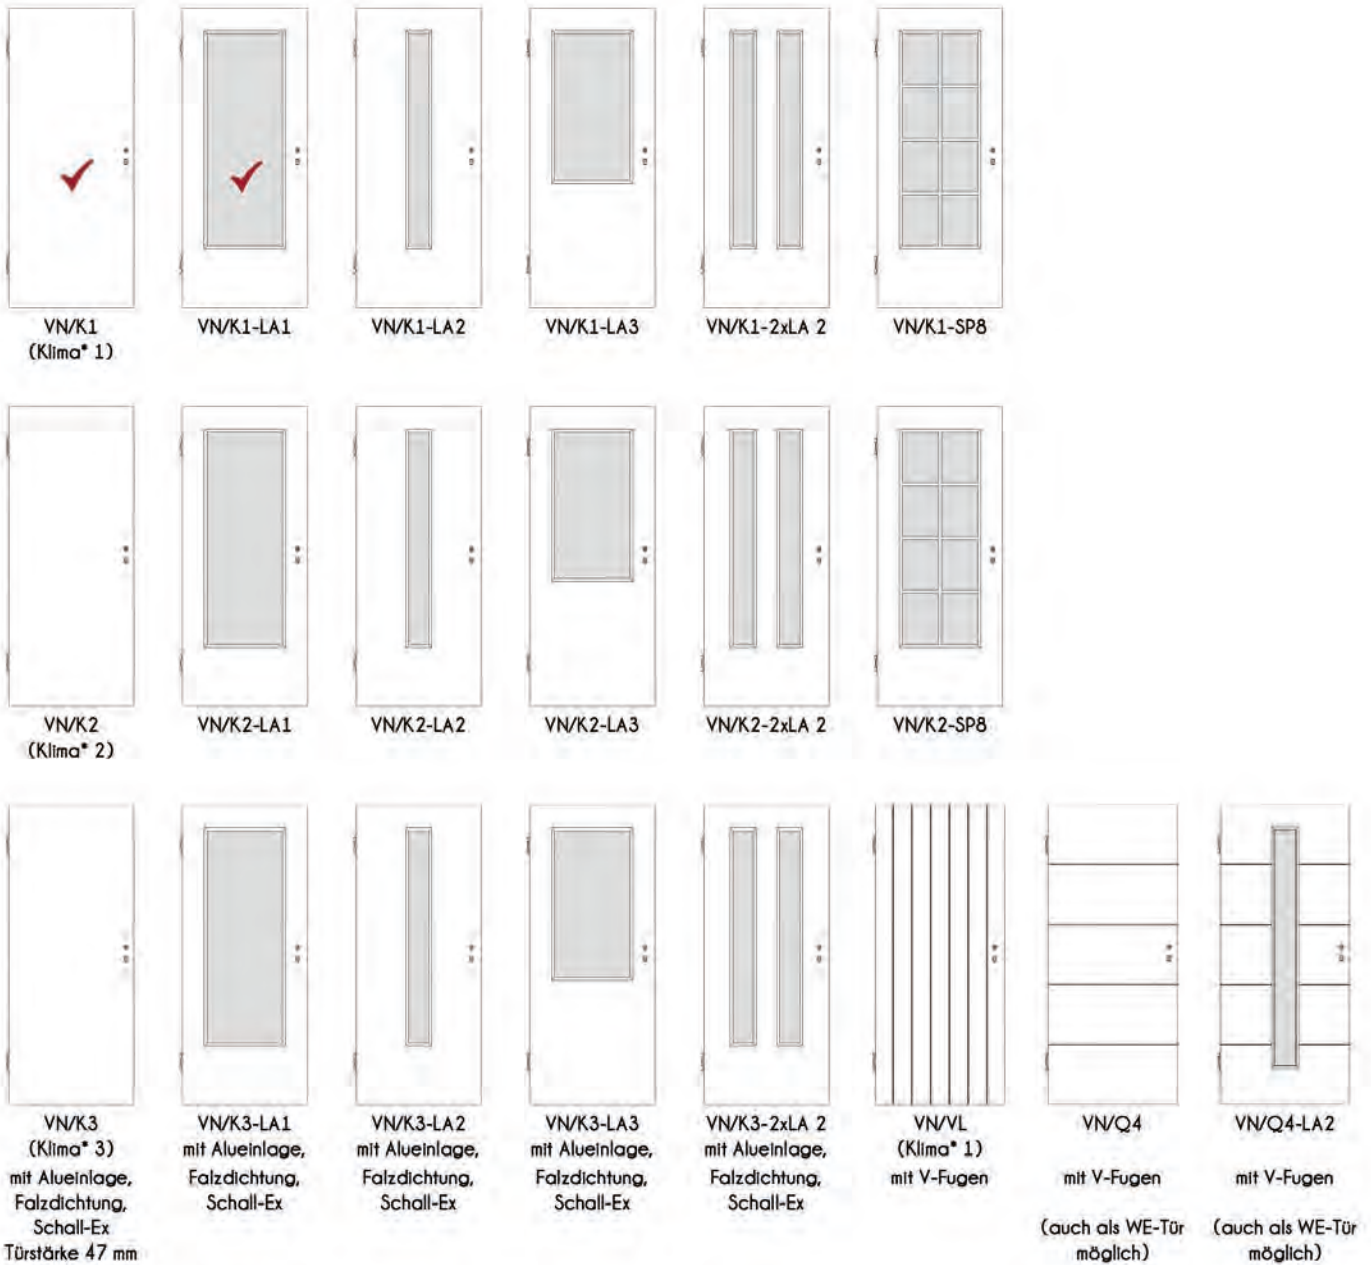 VN/K1
(Klima* 1)
VN/K1-LA1
VN/K1-LA2
VN/K1-LA3
VN/K1-2xLA 2
VN/K1-SP8
VN/K2
(Klima* 2)
VN/K2-LA1
VN/K2-LA2
VN/K2-LA3
VN/K2-2xLA 2
VN/K2-SP8
VN/K3
(Klima* 3)
mit Alueinlage,
Falzdichtung,
Schall-Ex
Türstärke 47 mm
VN/K3-LA1
mit Alueinlage,
Falzdichtung,
Schall-Ex
VN/K3-LA2
mit Alueinlage,
Falzdichtung,
Schall-Ex
VN/K3-LA3
mit Alueinlage,
Falzdichtung,
Schall-Ex
VN/K3-2xLA 2
mit Alueinlage,
Falzdichtung,
Schall-Ex
VN/VL
(Klima* 1)
mit V-Fugen
VN/Q4
mit V-Fugen
(auch als WE-Tür
möglich)
VN/Q4-LA2
mit V-Fugen
(auch als WE-Tür
möglich)